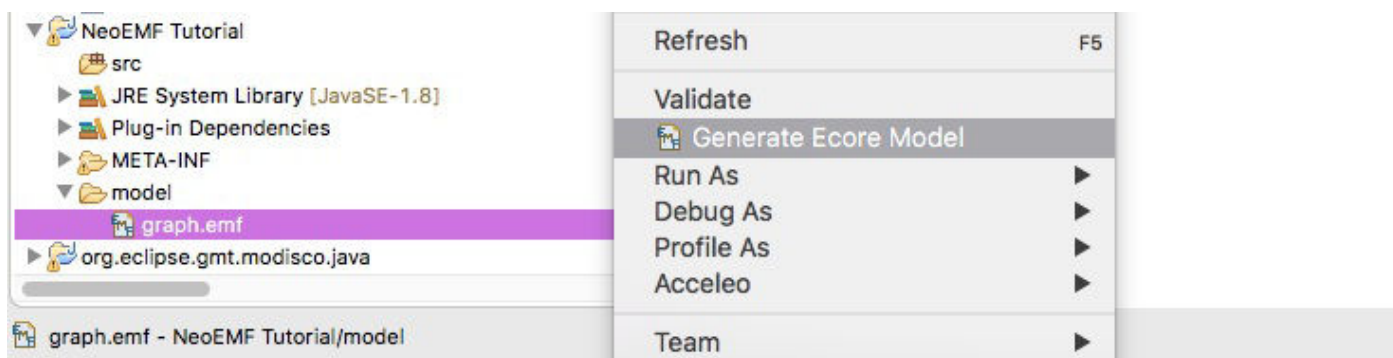 NeoEMF Tutorial
src
JRE System Library [JavaSE-1.8]
Plug-in Dependencies
META-INF
model
graph.emf
org.eclipse.gmt.modisco.java
graph.emf - NeoEMF Tutorial/model
Refresh F5
Validate
Generate Ecore Model
Run As
Debug As
Profile As
Acceleo
Team